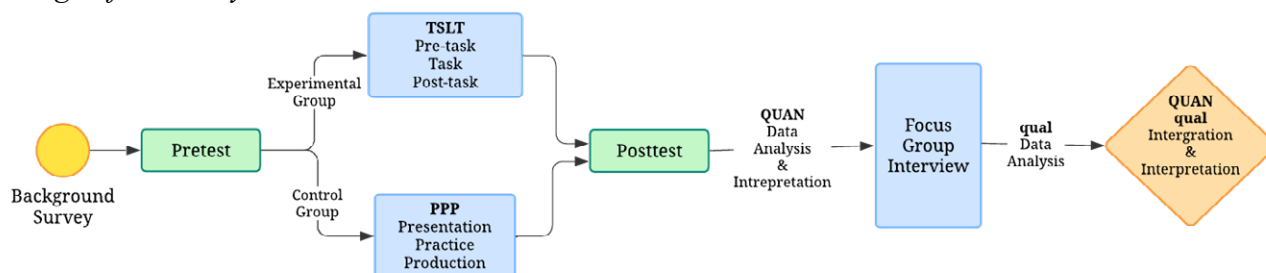 Background
Survey
Pretest
Experimental
Group
Control
Group
TSLT
Pre-task
Task
Post-task
PPP
Presentation
Practice
Production
Posttest
QUAN
Data
Analysis
&
Intrepretation
Focus
Group
Interview
qual
Data
Analysis
QUAN
qual
Intergration
&
Interpretation